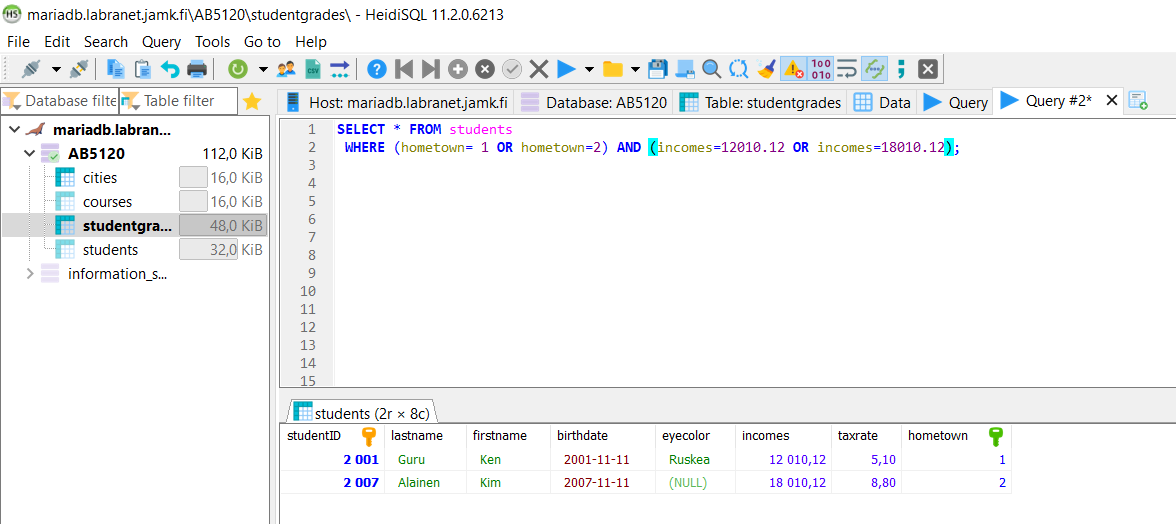 HS mariadb.labranet.jamk.fi\AB5120\studentgrades\ - HeidiSQL 11.2.0.6213
File Edit Search Query Tools Go to Help
CSV ? 100 010 ;
Database filte Table filter Host: mariadb.labranet.jamk.fi Database: AB5120 Table: studentgrades Data Query Query #2*
mariadb.labran...
AB5120 112,0 KiB
cities 16,0 KiB
courses 16,0 KiB
studentgra... 48,0 KiB
students 32,0 KiB
information_s...
1 SELECT * FROM students
2 WHERE (hometown= 1 OR hometown=2) AND (incomes=12010.12 OR incomes=18010.12);
3
4
5
6
7
8
9
10
11
12
13
14
15
students (2r × 8c)
studentID lastname firstname birthdate eyecolor incomes taxrate hometown
2 001 Guru Ken 2001-11-11 Ruskea 12 010,12 5,10 1
2 007 Alainen Kim 2007-11-11 (NULL) 18 010,12 8,80 2